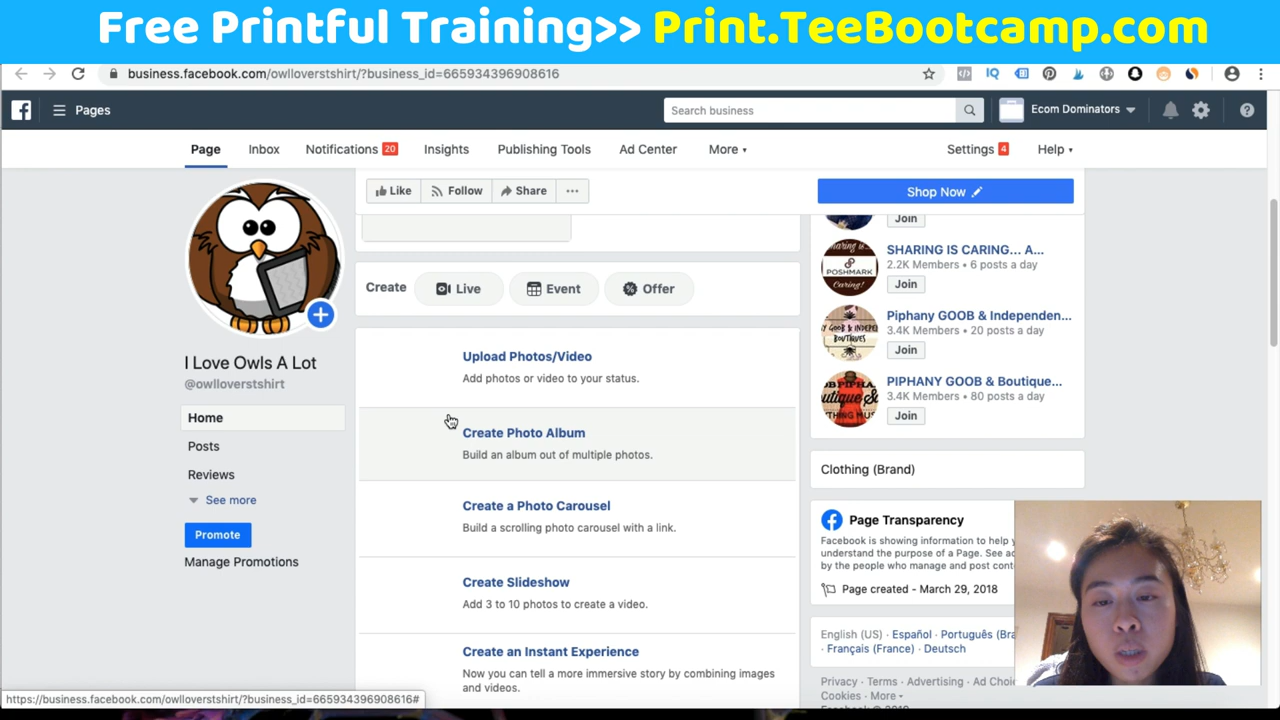 Free Printful Training>> Print.TeeBootcamp.com
business.facebook.com/owlloverstshirt/?business_id=665934396908616
Pages
Search business
Ecom Dominators
Page
Inbox
Notifications 20
Insights
Publishing Tools
Ad Center
More
Settings 4
Help
Like
Follow
Share
Shop Now
Join
SHARING IS CARING... A...
2.2K Members • 6 posts a day
Join
POSHMARK
Create
Live
Event
Offer
Piphany GOOB & Independen...
3.4K Members • 20 posts a day
Join
I Love Owls A Lot
@owlloverstshirt
Upload Photos/Video
Add photos or video to your status.
PIPHANY GOOB & Boutique...
3.4K Members • 80 posts a day
Join
Home
Posts
Reviews
See more
Promote
Manage Promotions
Create Photo Album
Build an album out of multiple photos.
Create a Photo Carousel
Build a scrolling photo carousel with a link.
Create Slideshow
Add 3 to 10 photos to create a video.
Create an Instant Experience
Now you can tell a more immersive story by combining images
and videos.
Clothing (Brand)
Page Transparency
Facebook is showing information to help y
understand the purpose of a Page. See ac
by the people who manage and post cont
Page created - March 29, 2018
English (US) · Español · Português (Bra
· Français (France) · Deutsch
Privacy · Terms · Advertising · Ad Choic
Cookies · More
https://business.facebook.com/owlloverstshirt/?business_id=665934396908616#